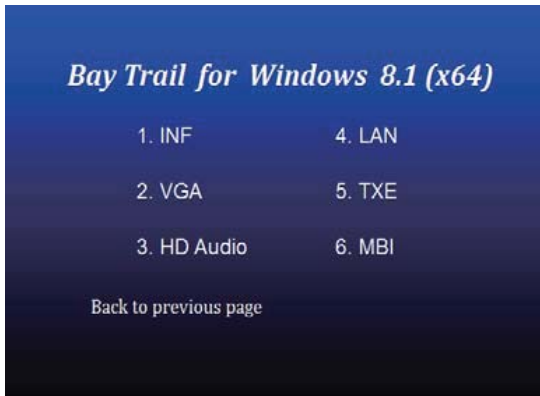 Bay Trail for Windows 8.1 (x64)
1. INF
2. VGA
3. HD Audio
4. LAN
5. TXE
6. MBI
Back to previous page